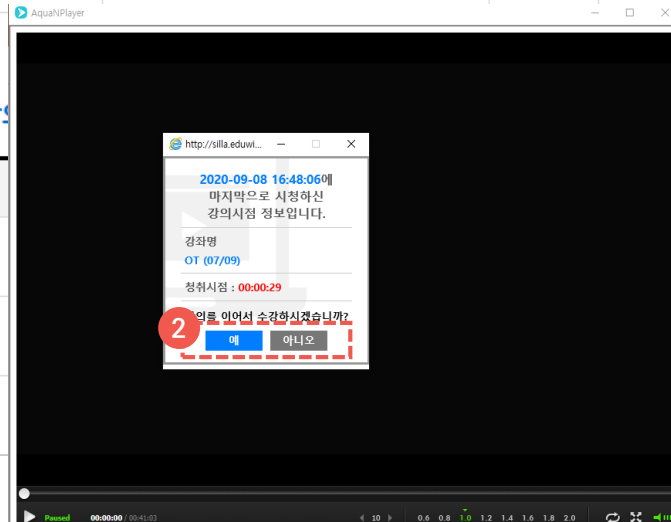 AquaNPlayer
http://silla.eduwi...
2020-09-08 16:48:06에
마지막으로 시청하신
강의시점 정보입니다.
강좌명
OT (07/09)
청취시점 : 00:00:29
의를 이어서 수강하시겠습니까?
2
예 아니오
Paused 00:00:00 / 00:41:03 10 0.6 0.8 1.0 1.2 1.4 1.6 1.8 2.0